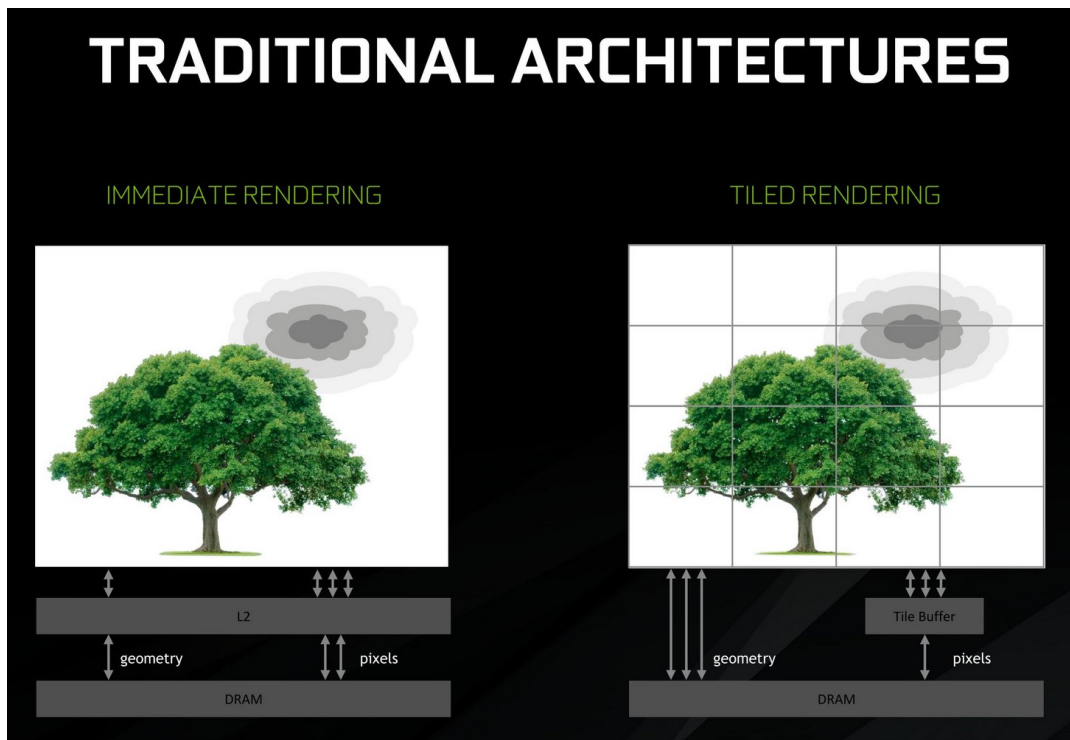 TRADITIONAL ARCHITECTURES
IMMEDIATE RENDERING
TILED RENDERING
L2
geometry
pixels
DRAM
Tile Buffer
geometry
pixels
DRAM